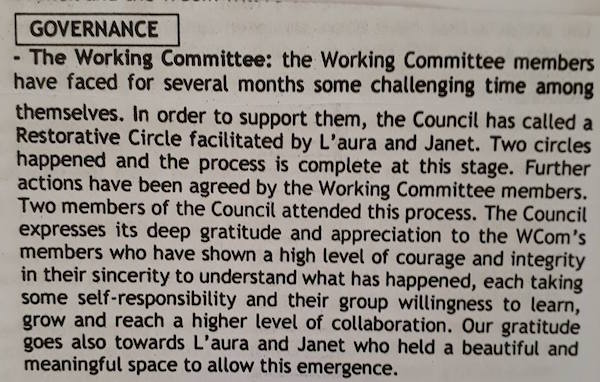 GOVERNANCE
- The Working Committee: the Working Committee members
have faced for several months some challenging time among
themselves. In order to support them, the Council has called a
Restorative Circle facilitated by L'aura and Janet. Two circles
happened and the process is complete at this stage. Further
actions have been agreed by the Working Committee members.
Two members of the Council attended this process. The Council
expresses its deep gratitude and appreciation to the WCom's
members who have shown a high level of courage and integrity
in their sincerity to understand what has happened, each taking
some self-responsibility and their group willingness to learn,
grow and reach a higher level of collaboration. Our gratitude
goes also towards L'aura and Janet who held a beautiful and
meaningful space to allow this emergence.